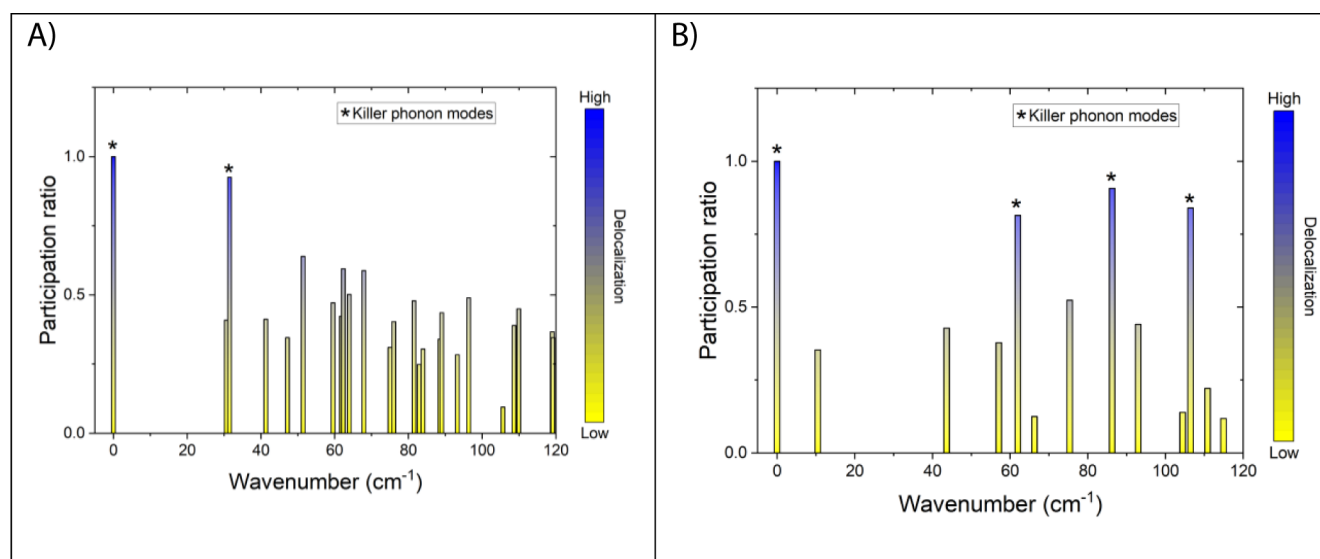 A)
High
* Killer phonon modes
*
*
1.0
0.5
0.0
Participation ratio
Delocalization
0 20 40 60 80 100 120
Low
Wavenumber (cm-1)
B)
High
* Killer phonon modes
*
*
*
*
1.0
0.5
0.0
Participation ratio
Delocalization
0 20 40 60 80 100 120
Low
Wavenumber (cm-1)